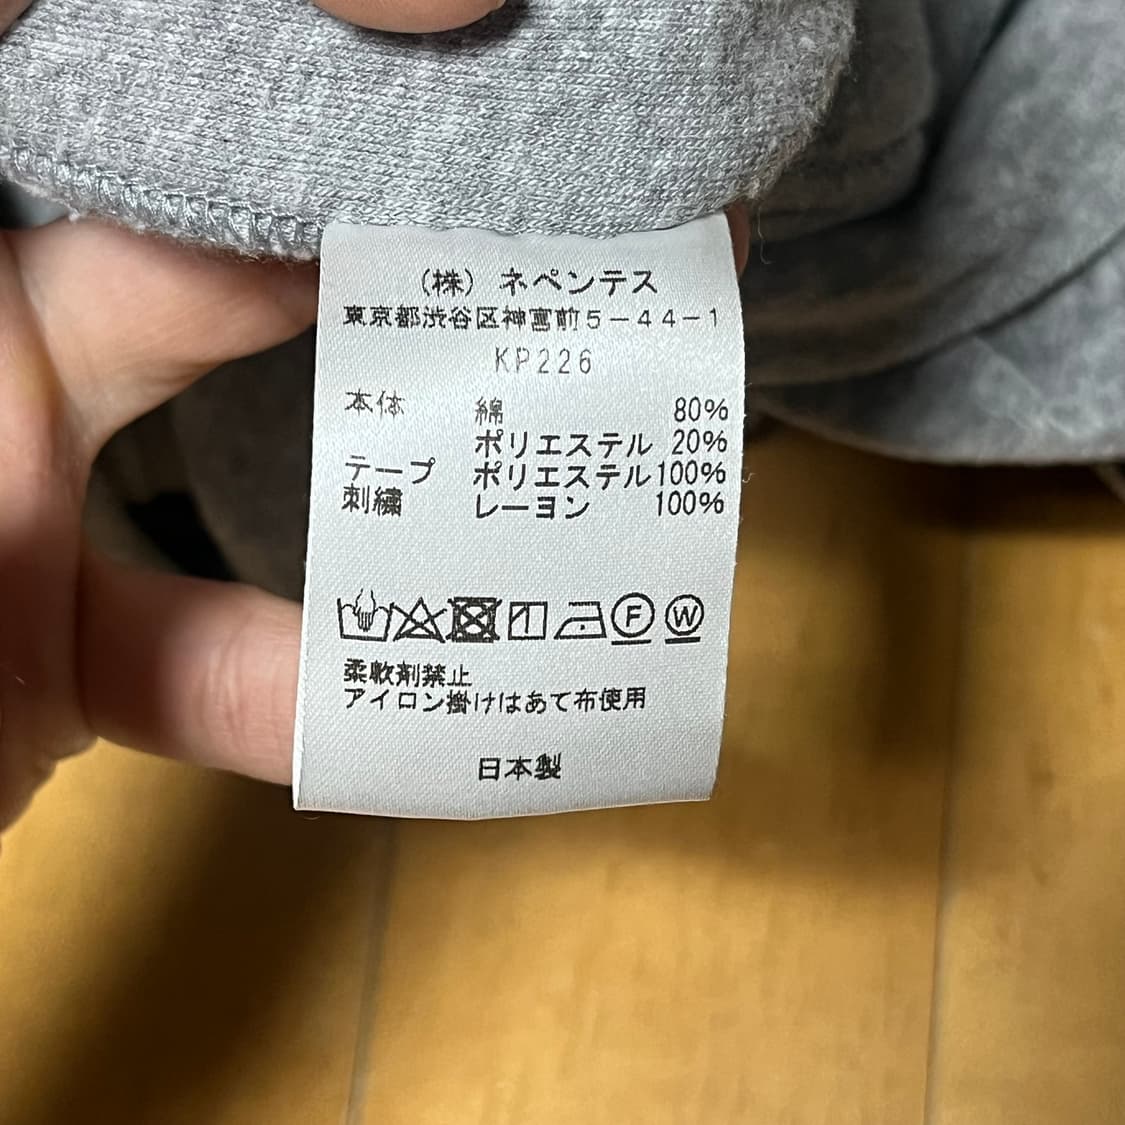 (株) ネペンテス
東京都渋谷区神宮前5-44-1
KP226
本体 綿 80%
ポリエステル 20%
テープ ポリエステル 100%
刺繍 レーヨン 100%
F W
柔軟剤禁止
アイロン掛けはあて布使用
日本製